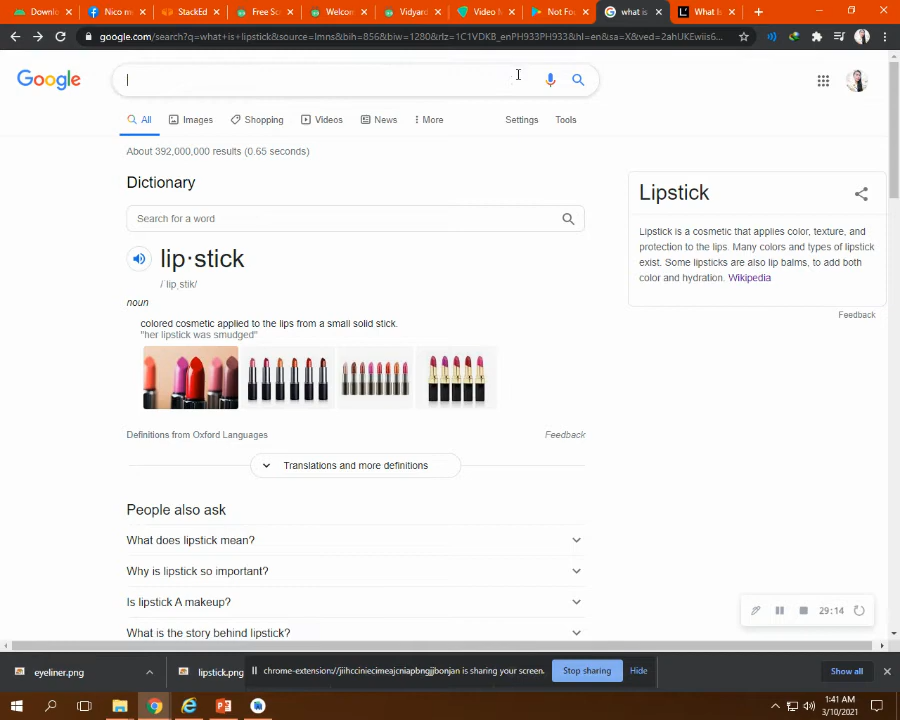 Downlo
Nico m
StackEd
Free Scr
Welcom
Vidyard
Video M
Not Fo
what is
What Is
google.com/search?q=what+is+lipstick&source=lmns&bih=856&biw=1280&rlz=1C1VDKB_enPH933PH933&hl=en&sa=X&ved=2ahUKEwiis6...
Google
All
Images
Shopping
Videos
News
More
Settings
Tools
About 392,000,000 results (0.65 seconds)
Dictionary
Search for a word
lip·stick
/ˈlipˌstik/
noun
colored cosmetic applied to the lips from a small solid stick.
"her lipstick was smudged"
Definitions from Oxford Languages
Feedback
Translations and more definitions
People also ask
What does lipstick mean?
Why is lipstick so important?
Is lipstick A makeup?
What is the story behind lipstick?
Lipstick
Lipstick is a cosmetic that applies color, texture, and
protection to the lips. Many colors and types of lipstick
exist. Some lipsticks are also lip balms, to add both
color and hydration. Wikipedia
Feedback
29:14
eyeliner.png
lipstick.png
chrome-extension://jiihcciniecimeajcniapbngjjbonjan is sharing your screen.
Stop sharing
Hide
Show all
1:41 AM
3/10/2021